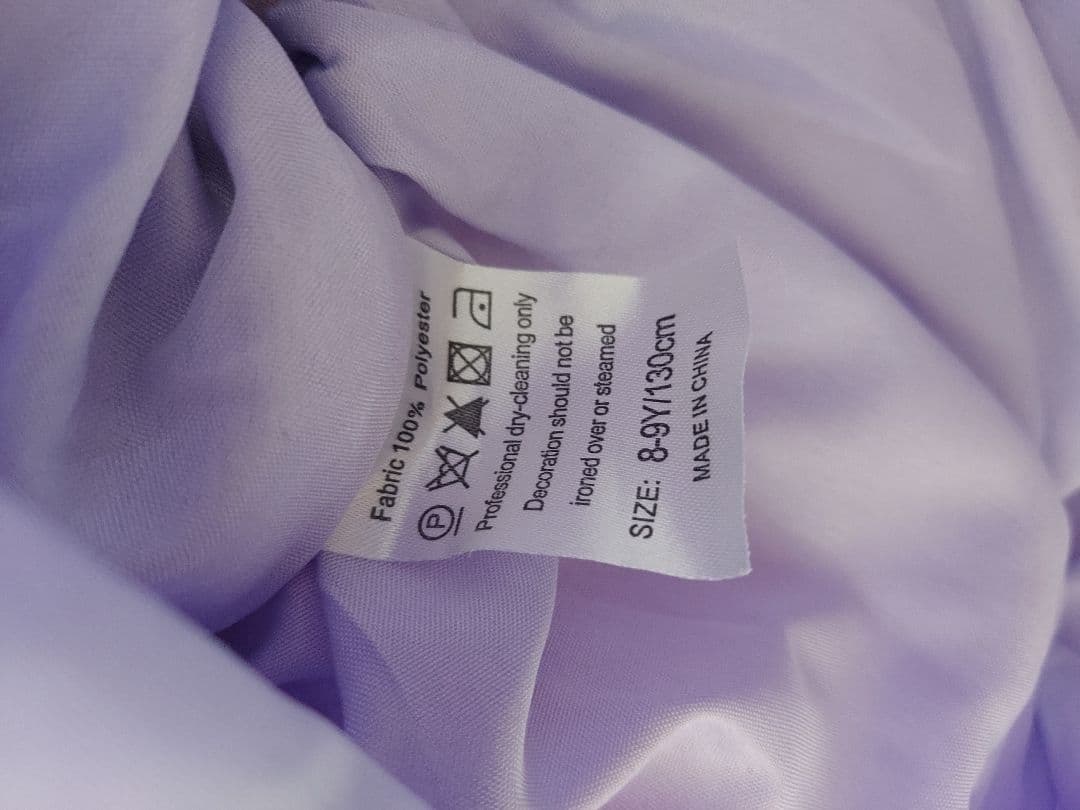 Fabric 100% Polyester
P
Professional dry-cleaning only
Decoration should not be
ironed over or steamed
SIZE: 8-9Y/130cm
MADE IN CHINA